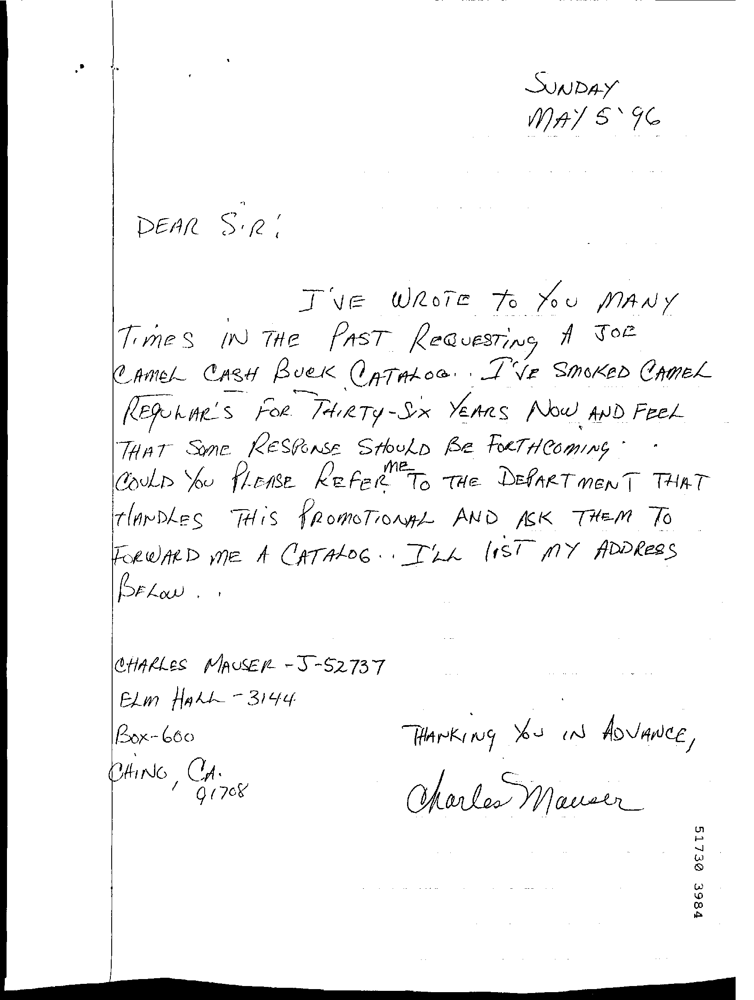 SUNDAY
MAY 5 '96
DEAR SIR:
I'VE WROTE TO YOU MANY
TIMES IN THE PAST REQUESTING A JOE
CAMEL CASH BUCK CATALOG.. I'VE SMOKED CAMEL
REGULAR'S FOR THIRTY-SIX YEARS NOW AND FEEL
THAT SOME RESPONSE SHOULD BE FORTHCOMING..
COULD YOU PLEASE REFER ME TO THE DEPARTMENT THAT
HANDLES THIS PROMOTIONAL AND ASK THEM TO
FORWARD ME A CATALOG.. I'LL LIST MY ADDRESS
BELOW..
CHARLES MAUSER - J-52737
ELM HALL - 3144
BOX-600
CHINO, CA.
91708
THANKING YOU IN ADVANCE,
Charles Mauser
51730 3984